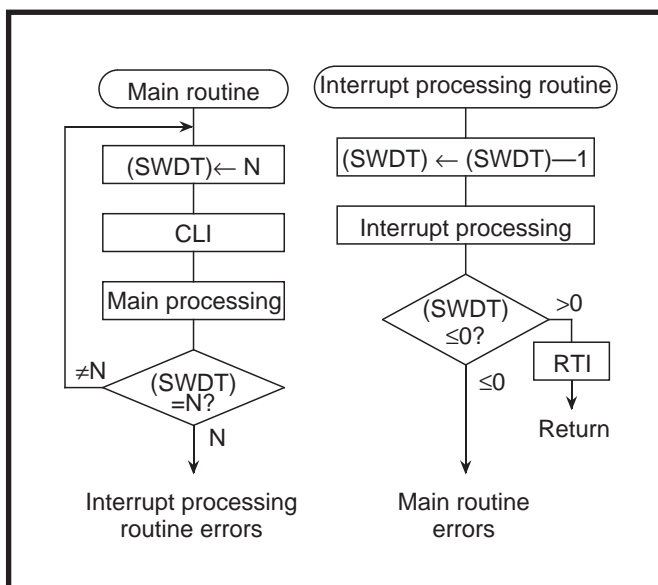 Main routine
(SWDT)← N
CLI
Main processing
≠N
(SWDT)
=N?
N
Interrupt processing
routine errors
Interrupt processing routine
(SWDT) ← (SWDT)—1
Interrupt processing
(SWDT)
≤0?
>0
RTI
Return
≤0
Main routine
errors